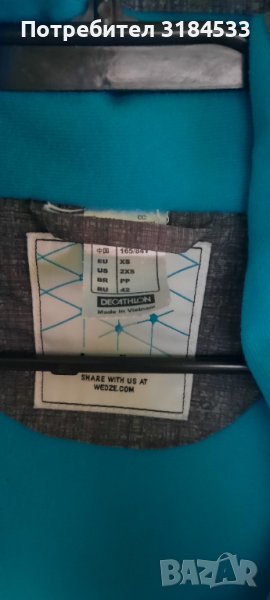 Потребител 3184533
CC
中国 165/84A
EU XS
US 2XS
BR PP
RU 42
DECATHLON
Made in Vietnam
SHARE WITH US AT
WEDZE.COM
bazar